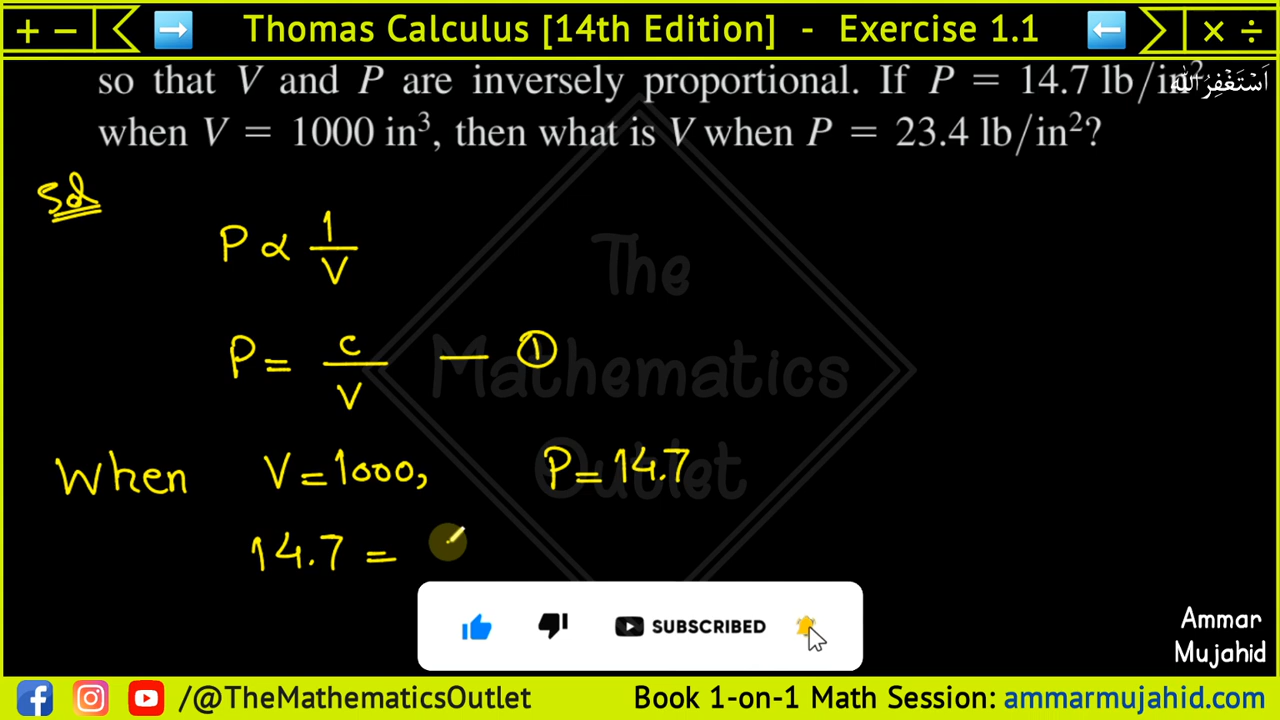 + − Thomas Calculus [14th Edition] - Exercise 1.1 × ÷
so that V and P are inversely proportional. If P = 14.7 lb/in²
أستغفر الله
when V = 1000 in³, then what is V when P = 23.4 lb/in²?
Sol
P ∝ 1/V
P = c/V — ①
When V = 1000, P = 14.7
14.7 =
The
Mathematics
Outlet
SUBSCRIBED
Ammar
Mujahid
/@TheMathematicsOutlet Book 1-on-1 Math Session: ammarmujahid.com